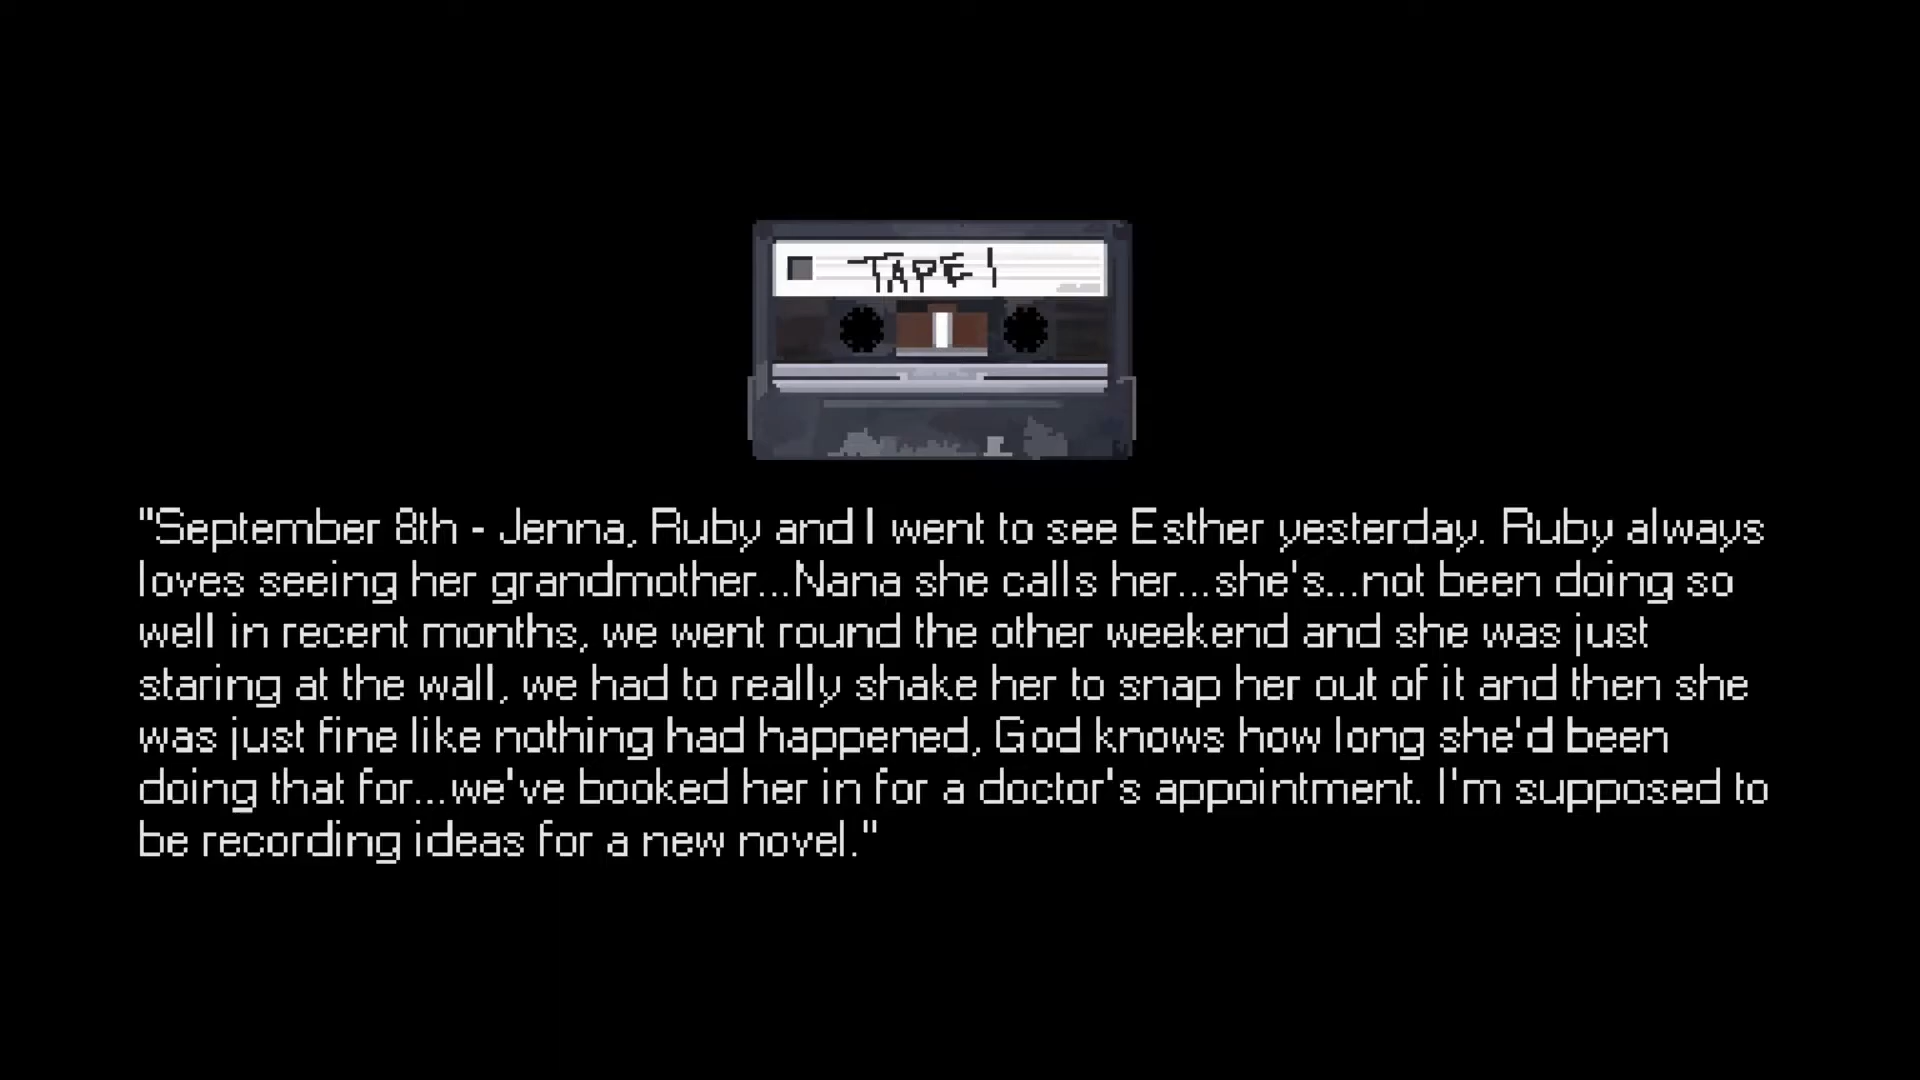 TAPE 1
"September 8th - Jenna, Ruby and I went to see Esther yesterday. Ruby always
loves seeing her grandmother...Nana she calls her...she's...not been doing so
well in recent months, we went round the other weekend and she was just
staring at the wall, we had to really shake her to snap her out of it and then she
was just fine like nothing had happened, God knows how long she'd been
doing that for...we've booked her in for a doctor's appointment. I'm supposed to
be recording ideas for a new novel."